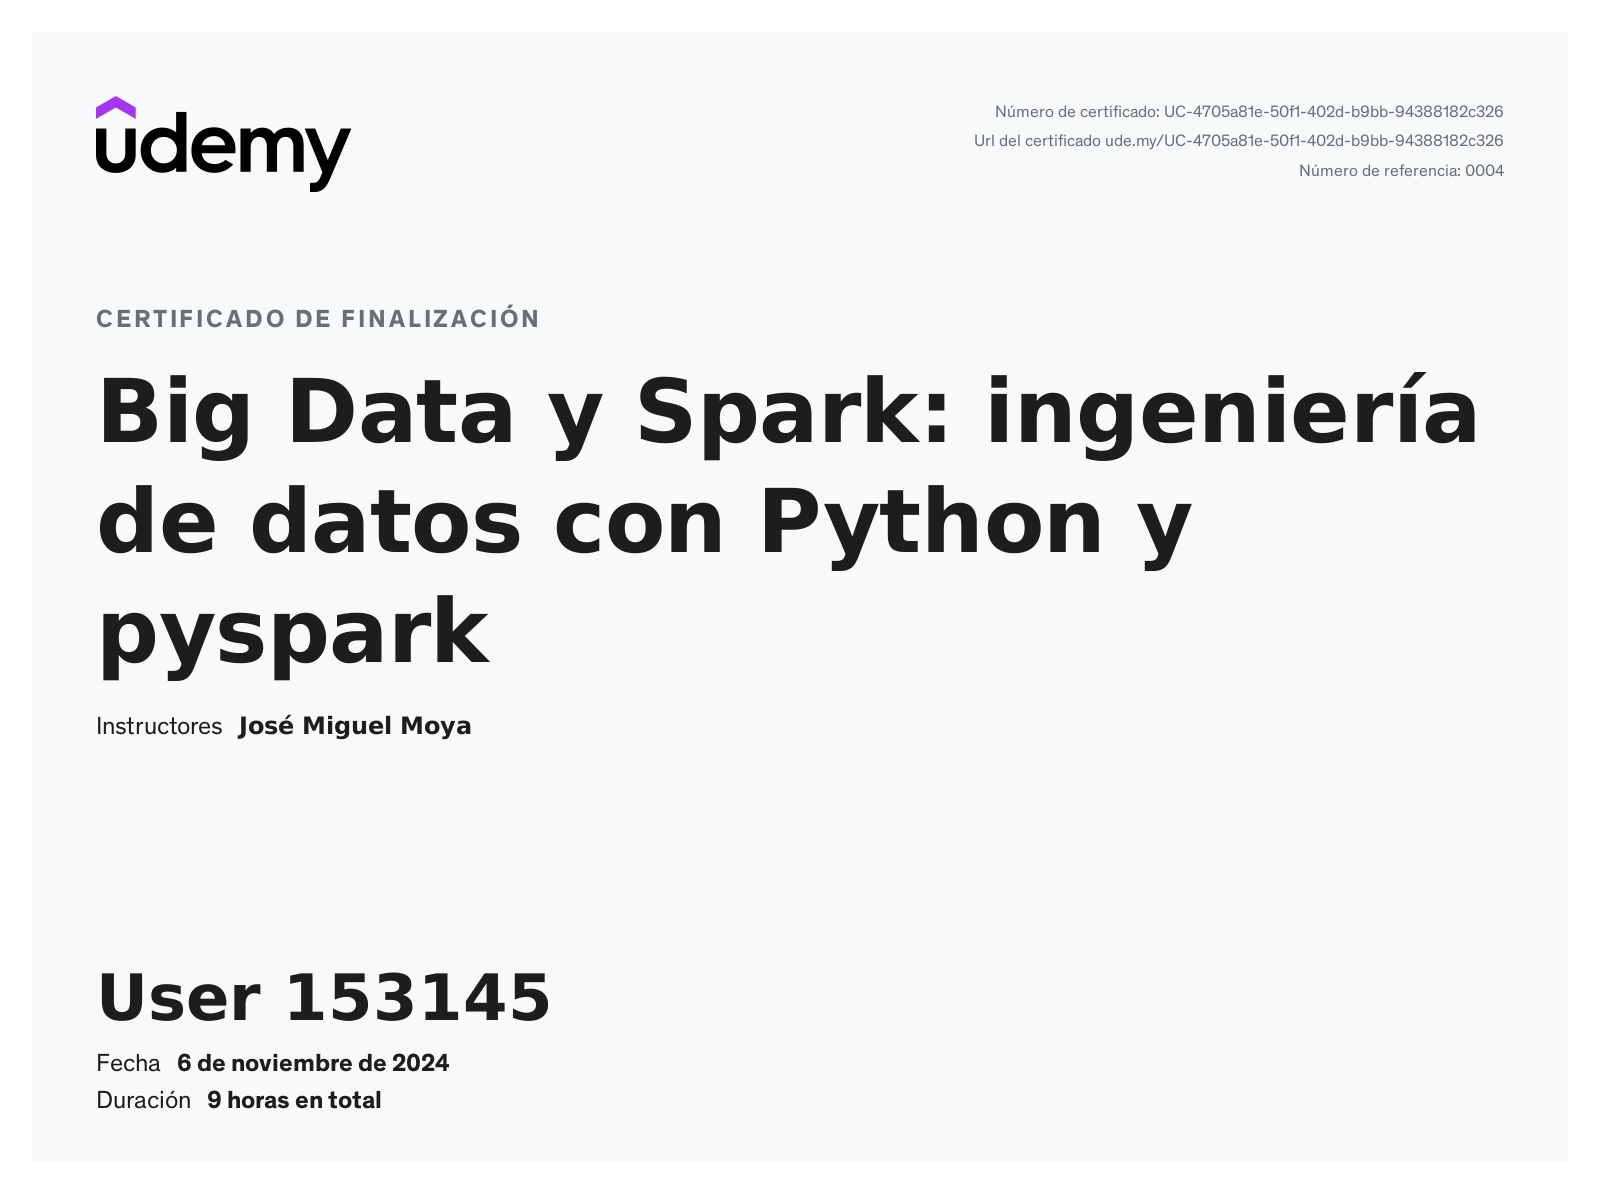 udemy
Número de certificado: UC-4705a81e-50f1-402d-b9bb-94388182c326
Url del certificado ude.my/UC-4705a81e-50f1-402d-b9bb-94388182c326
Número de referencia: 0004
CERTIFICADO DE FINALIZACIÓN
Big Data y Spark: ingeniería
de datos con Python y
pyspark
Instructores José Miguel Moya
User 153145
Fecha 6 de noviembre de 2024
Duración 9 horas en total